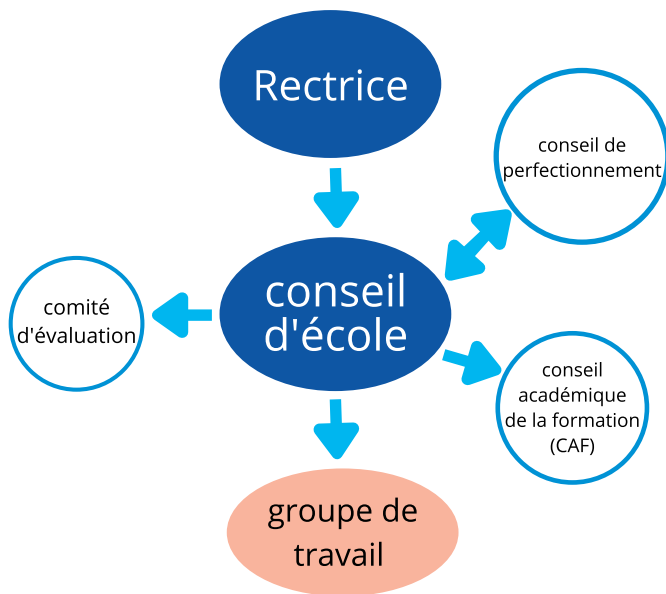 Rectrice
conseil de
perfectionnement
conseil
d'école
comité
d'évaluation
conseil
académique
de la formation
(CAF)
groupe de
travail